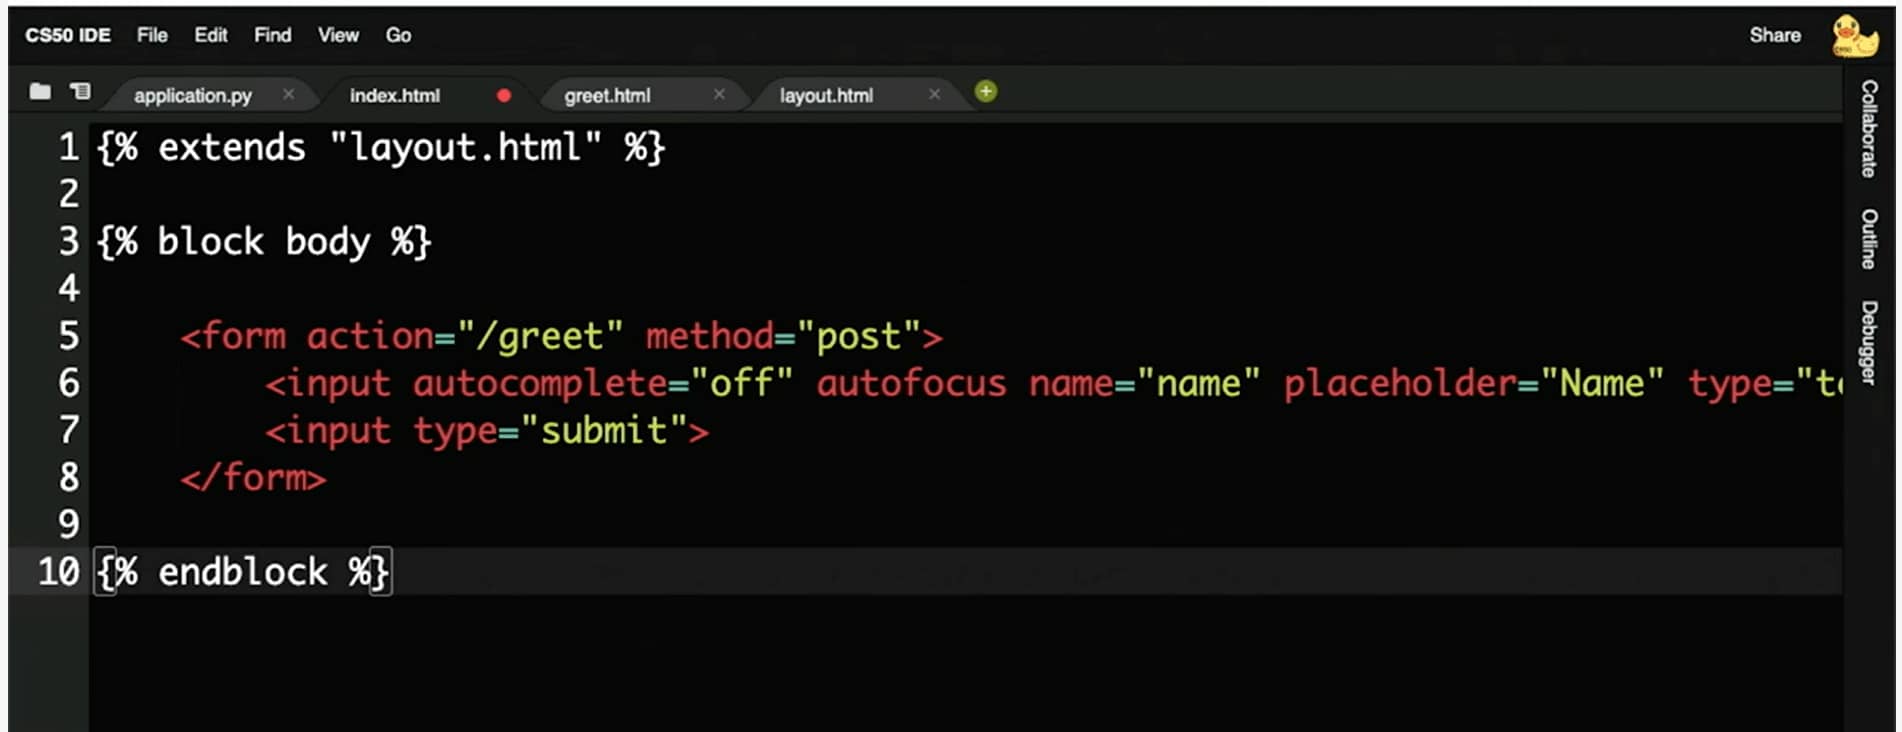 CS50 IDE File Edit Find View Go Share
application.py index.html greet.html layout.html
Collaborate
Outline
Debugger
1 {% extends "layout.html" %}
2
3 {% block body %}
4
5 <form action="/greet" method="post">
6 <input autocomplete="off" autofocus name="name" placeholder="Name" type="t
7 <input type="submit">
8 </form>
9
10 {% endblock %}